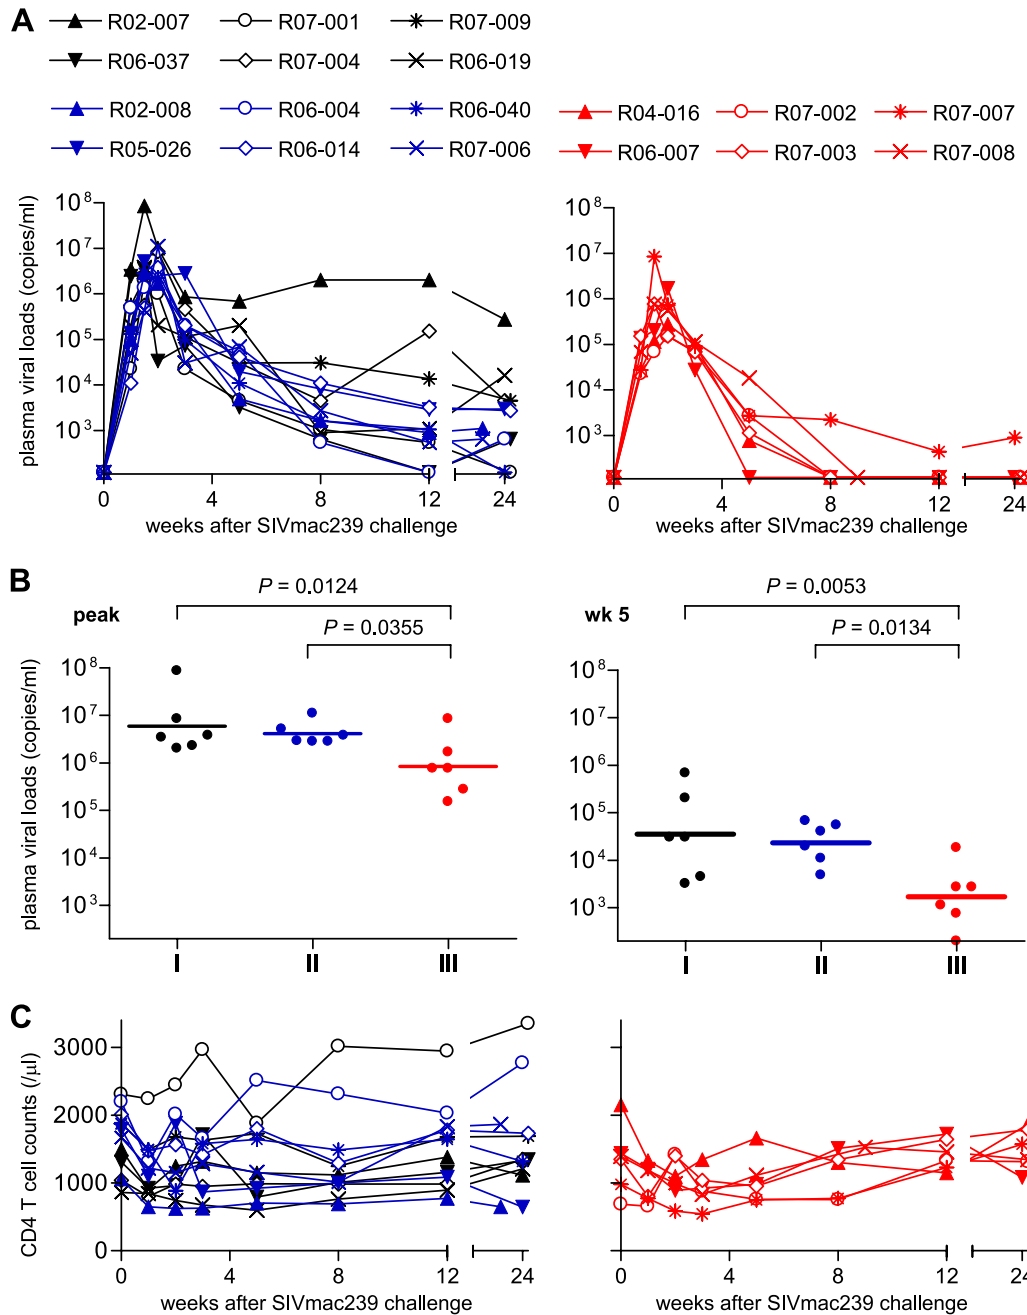 A
R02-007 R07-001 R07-009
R06-037 R07-004 R06-019
R02-008 R06-004 R06-040 R04-016 R07-002 R07-007
R05-026 R06-014 R07-006 R06-007 R07-003 R07-008
plasma viral loads (copies/ml)
10^8
10^7
10^6
10^5
10^4
10^3
0 4 8 12 24
weeks after SIVmac239 challenge
10^8
10^7
10^6
10^5
10^4
10^3
0 4 8 12 24
weeks after SIVmac239 challenge
B
peak
P = 0.0124
P = 0.0355
plasma viral loads (copies/ml)
10^8
10^7
10^6
10^5
10^4
10^3
I II III
wk 5
P = 0.0053
P = 0.0134
10^8
10^7
10^6
10^5
10^4
10^3
I II III
C
CD4 T cell counts (/µl)
3000
2000
1000
0
0 4 8 12 24
weeks after SIVmac239 challenge
0 4 8 12 24
weeks after SIVmac239 challenge